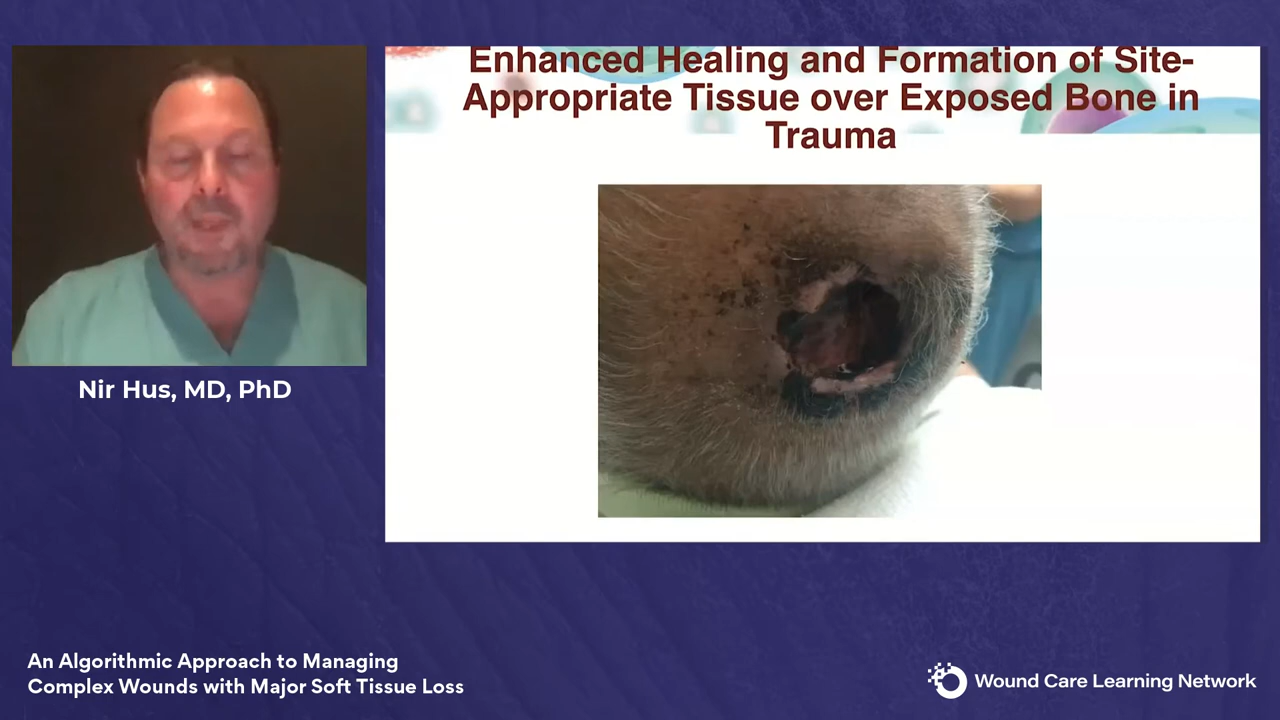 Enhanced Healing and Formation of Site-
Appropriate Tissue over Exposed Bone in
Trauma
Nir Hus, MD, PhD
An Algorithmic Approach to Managing
Complex Wounds with Major Soft Tissue Loss
Wound Care Learning Network